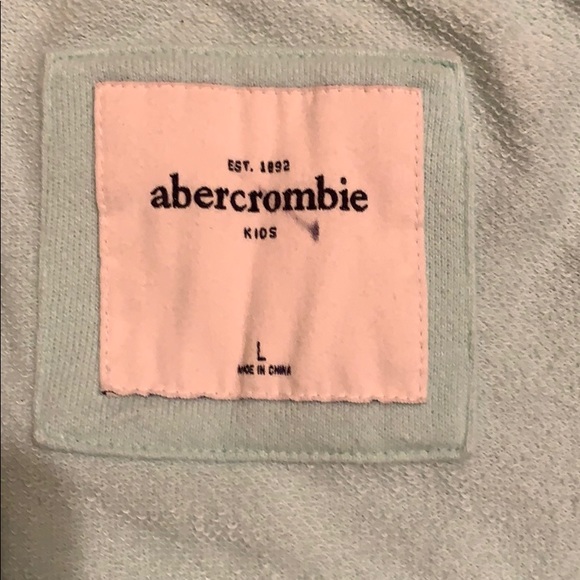 EST. 1892
abercrombie
KIDS
L
MADE IN CHINA